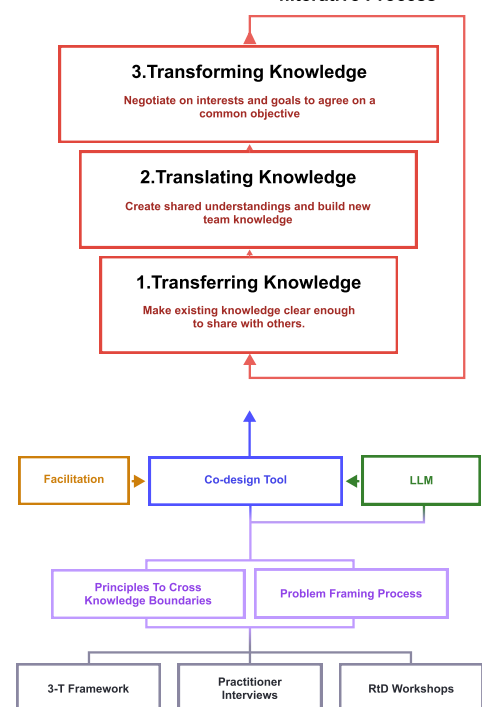 3.Transforming Knowledge
Negotiate on interests and goals to agree on a
common objective
2.Translating Knowledge
Create shared understandings and build new
team knowledge
1.Transferring Knowledge
Make existing knowledge clear enough
to share with others.
Facilitation
Co-design Tool
LLM
Principles To Cross
Knowledge Boundaries
Problem Framing Process
3-T Framework
Practitioner
Interviews
RtD Workshops